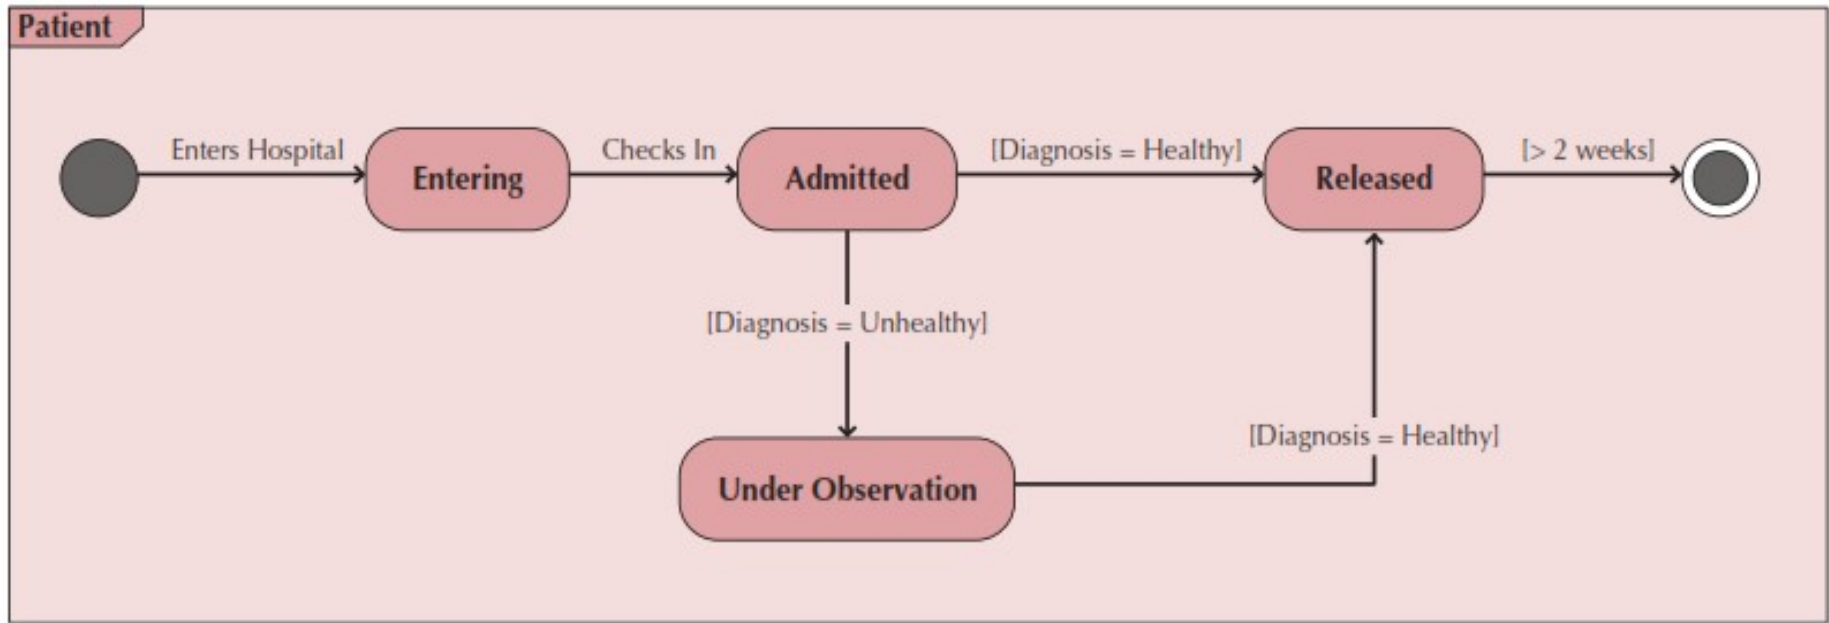 Patient
Enters Hospital
Entering
Checks In
Admitted
[Diagnosis = Healthy]
Released
[> 2 weeks]
[Diagnosis = Unhealthy]
[Diagnosis = Healthy]
Under Observation